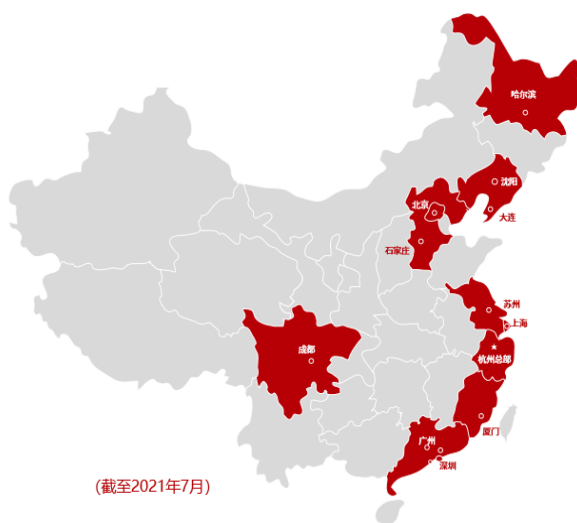 哈尔滨
沈阳
北京
大连
石家庄
苏州
上海
杭州总部
成都
厦门
广州
深圳
(截至2021年7月)